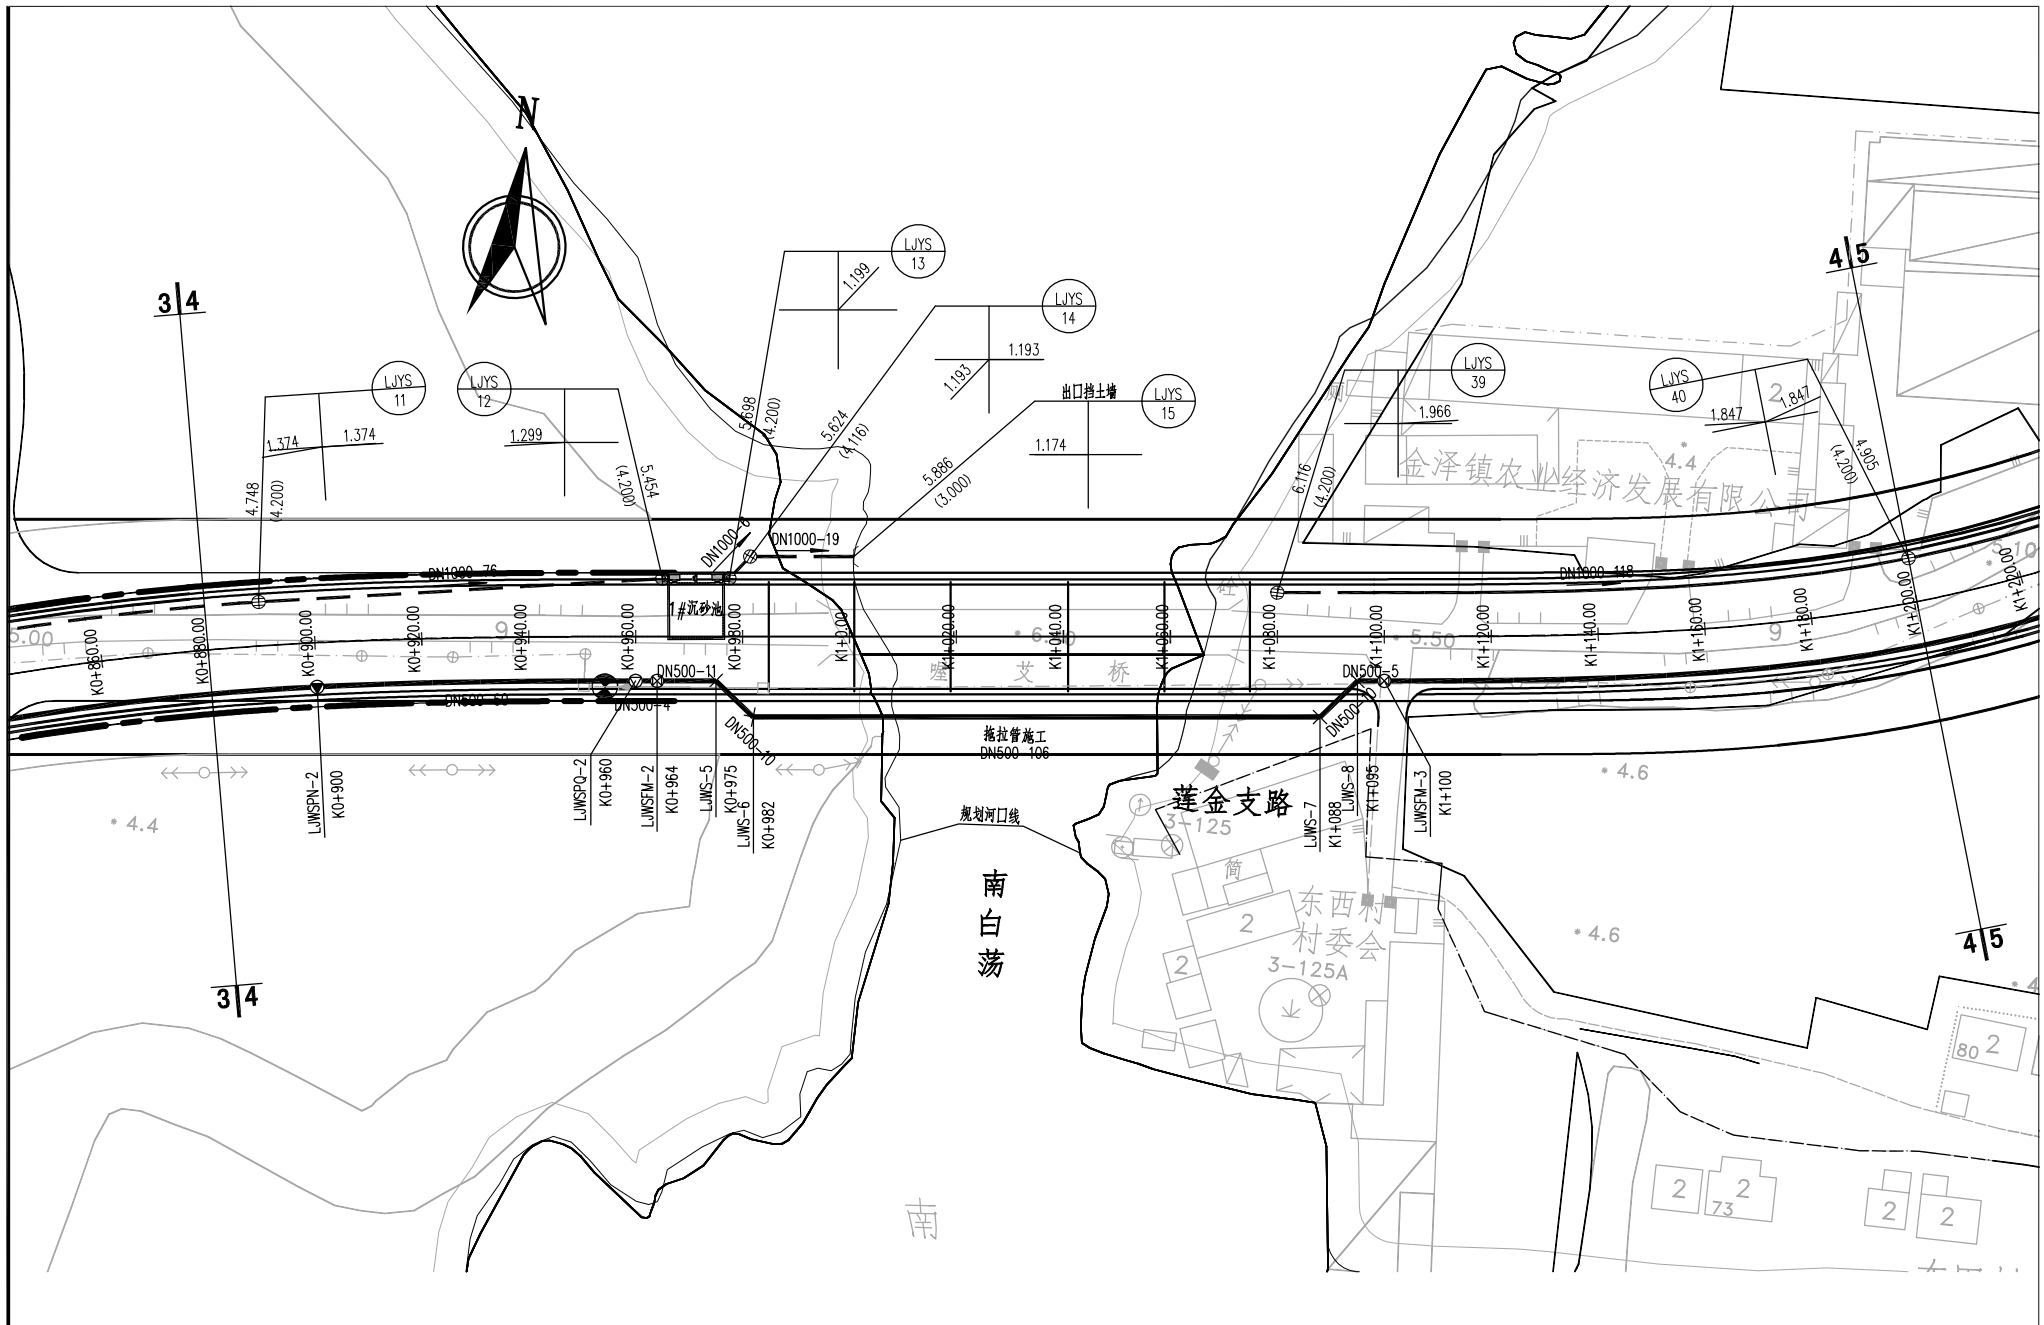 N
3 4
4 5
LJYS
13
1.199
LJYS
14
1.193
1.193
LJYS
11
1.374
1.374
LJYS
12
1.299
出口挡土墙
LJYS
15
1.174
LJYS
39
1.966
LJYS
40
1.847
1.847
2
厕
4.4
金泽镇农业经济发展有限公司
4.748
(4.200)
5.454
(4.200)
5.698
(4.200)
5.624
(4.116)
5.886
(3.000)
6.116
(4.200)
4.905
(4.200)
DN1000-6
DN1000-19
DN1000-76
DN1000-118
5.10
1#沉砂池
5.00
9
5.50
9
K0+860.00
K0+880.00
K0+900.00
K0+920.00
K0+940.00
K0+960.00
K0+980.00
K1+0.00
K1+020.00
K1+040.00
K1+060.00
K1+080.00
K1+100.00
K1+120.00
K1+140.00
K1+160.00
K1+180.00
K1+200.00
K1+220.00
DN500-11
DN500-5
DN500-4
DN500-10
DN500-10
拖拉管施工
DN500-106
LJWSPN-2
K0+900
LJWSPQ-2
K0+960
LJWSFM-2
K0+964
LJWS-5
K0+975
LJWS-6
K0+982
LJWS-7
K1+088
LJWS-8
K1+095
LJWSFM-3
K1+100
4.4
4.6
莲金支路
3-125
规划河口线
南
白
荡
简
2
东西村
村委会
3-125A
2
4.6
3 4
4 5
80
2
2
2
73
2
2
南